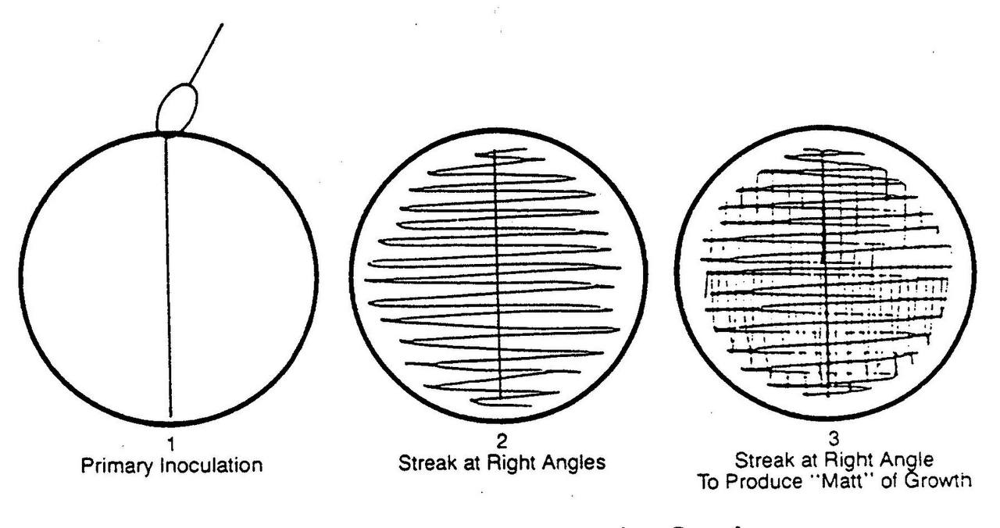 1
Primary Inoculation
2
Streak at Right Angles
3
Streak at Right Angle
To Produce "Matt" of Growth